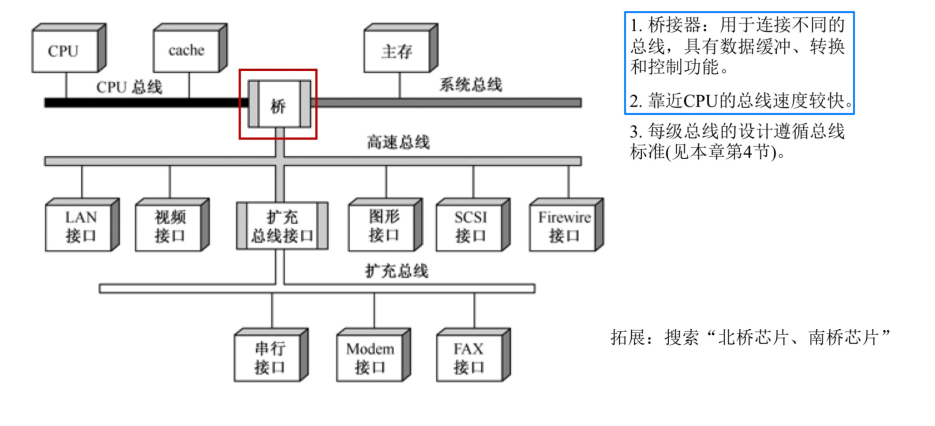 CPU
cache
主存
CPU 总线
系统总线
桥
高速总线
LAN
接口
视频
接口
扩充
总线接口
图形
接口
SCSI
接口
Firewire
接口
扩充总线
串行
接口
Modem
接口
FAX
接口
1. 桥接器：用于连接不同的
总线，具有数据缓冲、转换
和控制功能。
2. 靠近CPU的总线速度较快。
3. 每级总线的设计遵循总线
标准(见本章第4节)。
拓展：搜索“北桥芯片、南桥芯片”